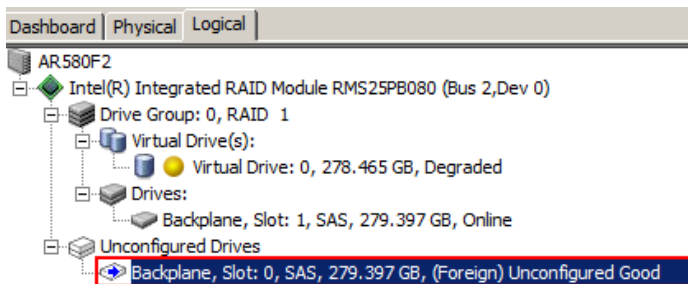 Dashboard Physical Logical
AR580F2
Intel(R) Integrated RAID Module RMS25PB080 (Bus 2,Dev 0)
Drive Group: 0, RAID 1
Virtual Drive(s):
Virtual Drive: 0, 278.465 GB, Degraded
Drives:
Backplane, Slot: 1, SAS, 279.397 GB, Online
Unconfigured Drives
Backplane, Slot: 0, SAS, 279.397 GB, (Foreign) Unconfigured Good